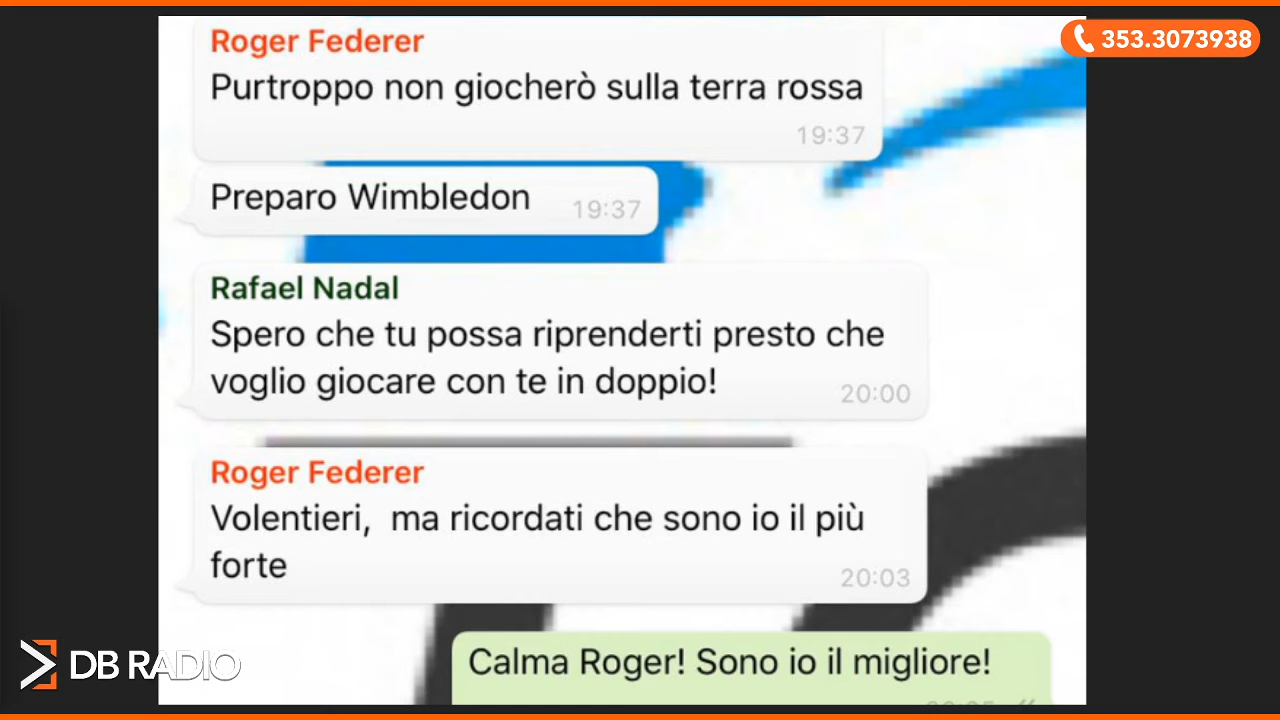 353.3073938
Roger Federer
Purtroppo non giocherò sulla terra rossa
19:37
Preparo Wimbledon 19:37
Rafael Nadal
Spero che tu possa riprenderti presto che
voglio giocare con te in doppio!
20:00
Roger Federer
Volentieri, ma ricordati che sono io il più
forte
20:03
Calma Roger! Sono io il migliore!
DB RADIO